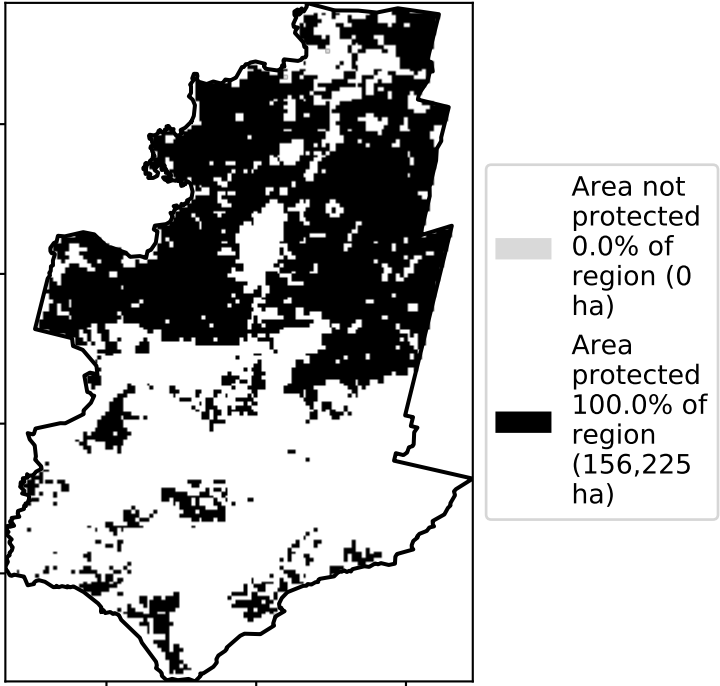 Area not
protected
0.0% of
region (0
ha)
Area
protected
100.0% of
region
(156,225
ha)